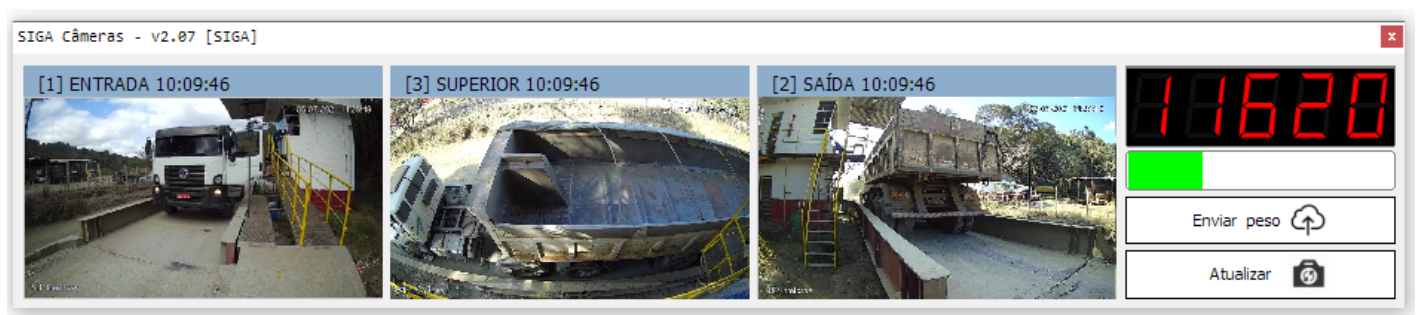 SIGA Câmeras - v2.07 [SIGA]
x
[1] ENTRADA 10:09:46
[3] SUPERIOR 10:09:46
[2] SAÍDA 10:09:46
11620
Enviar peso
Atualizar